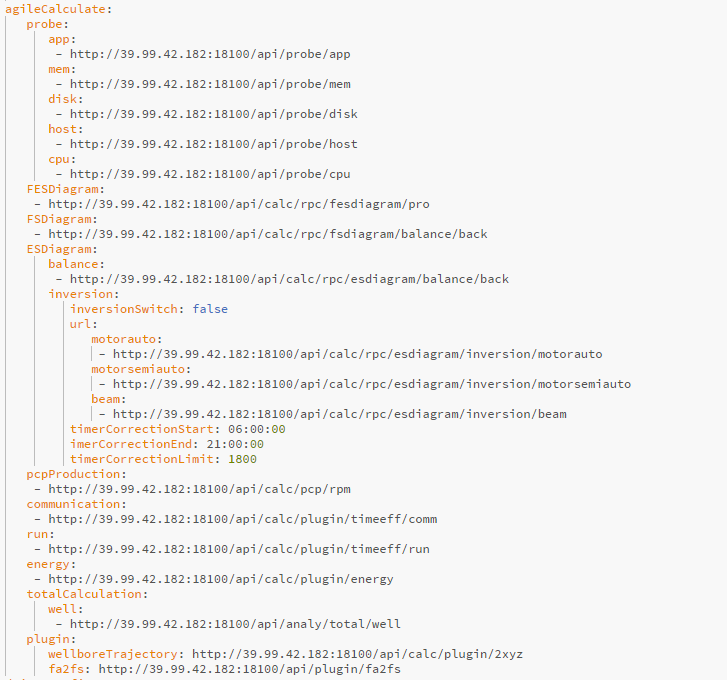 agileCalculate:
probe:
app:
- http://39.99.42.182:18100/api/probe/app
mem:
- http://39.99.42.182:18100/api/probe/mem
disk:
- http://39.99.42.182:18100/api/probe/disk
host:
- http://39.99.42.182:18100/api/probe/host
cpu:
- http://39.99.42.182:18100/api/probe/cpu
FESDiagram:
- http://39.99.42.182:18100/api/calc/rpc/fesdiagram/pro
FSDiagram:
- http://39.99.42.182:18100/api/calc/rpc/fsdiagram/balance/back
ESDiagram:
balance:
- http://39.99.42.182:18100/api/calc/rpc/esdiagram/balance/back
inversion:
inversionSwitch: false
url:
motorauto:
- http://39.99.42.182:18100/api/calc/rpc/esdiagram/inversion/motorauto
motorsemiauto:
- http://39.99.42.182:18100/api/calc/rpc/esdiagram/inversion/motorsemiauto
beam:
- http://39.99.42.182:18100/api/calc/rpc/esdiagram/inversion/beam
timerCorrectionStart: 06:00:00
imerCorrectionEnd: 21:00:00
timerCorrectionLimit: 1800
pcpProduction:
- http://39.99.42.182:18100/api/calc/pcp/rpm
communication:
- http://39.99.42.182:18100/api/calc/plugin/timeeff/comm
run:
- http://39.99.42.182:18100/api/calc/plugin/timeeff/run
energy:
- http://39.99.42.182:18100/api/calc/plugin/energy
totalCalculation:
well:
- http://39.99.42.182:18100/api/analy/total/well
plugin:
wellboreTrajectory: http://39.99.42.182:18100/api/calc/plugin/2xyz
fa2fs: http://39.99.42.182:18100/api/plugin/fa2fs